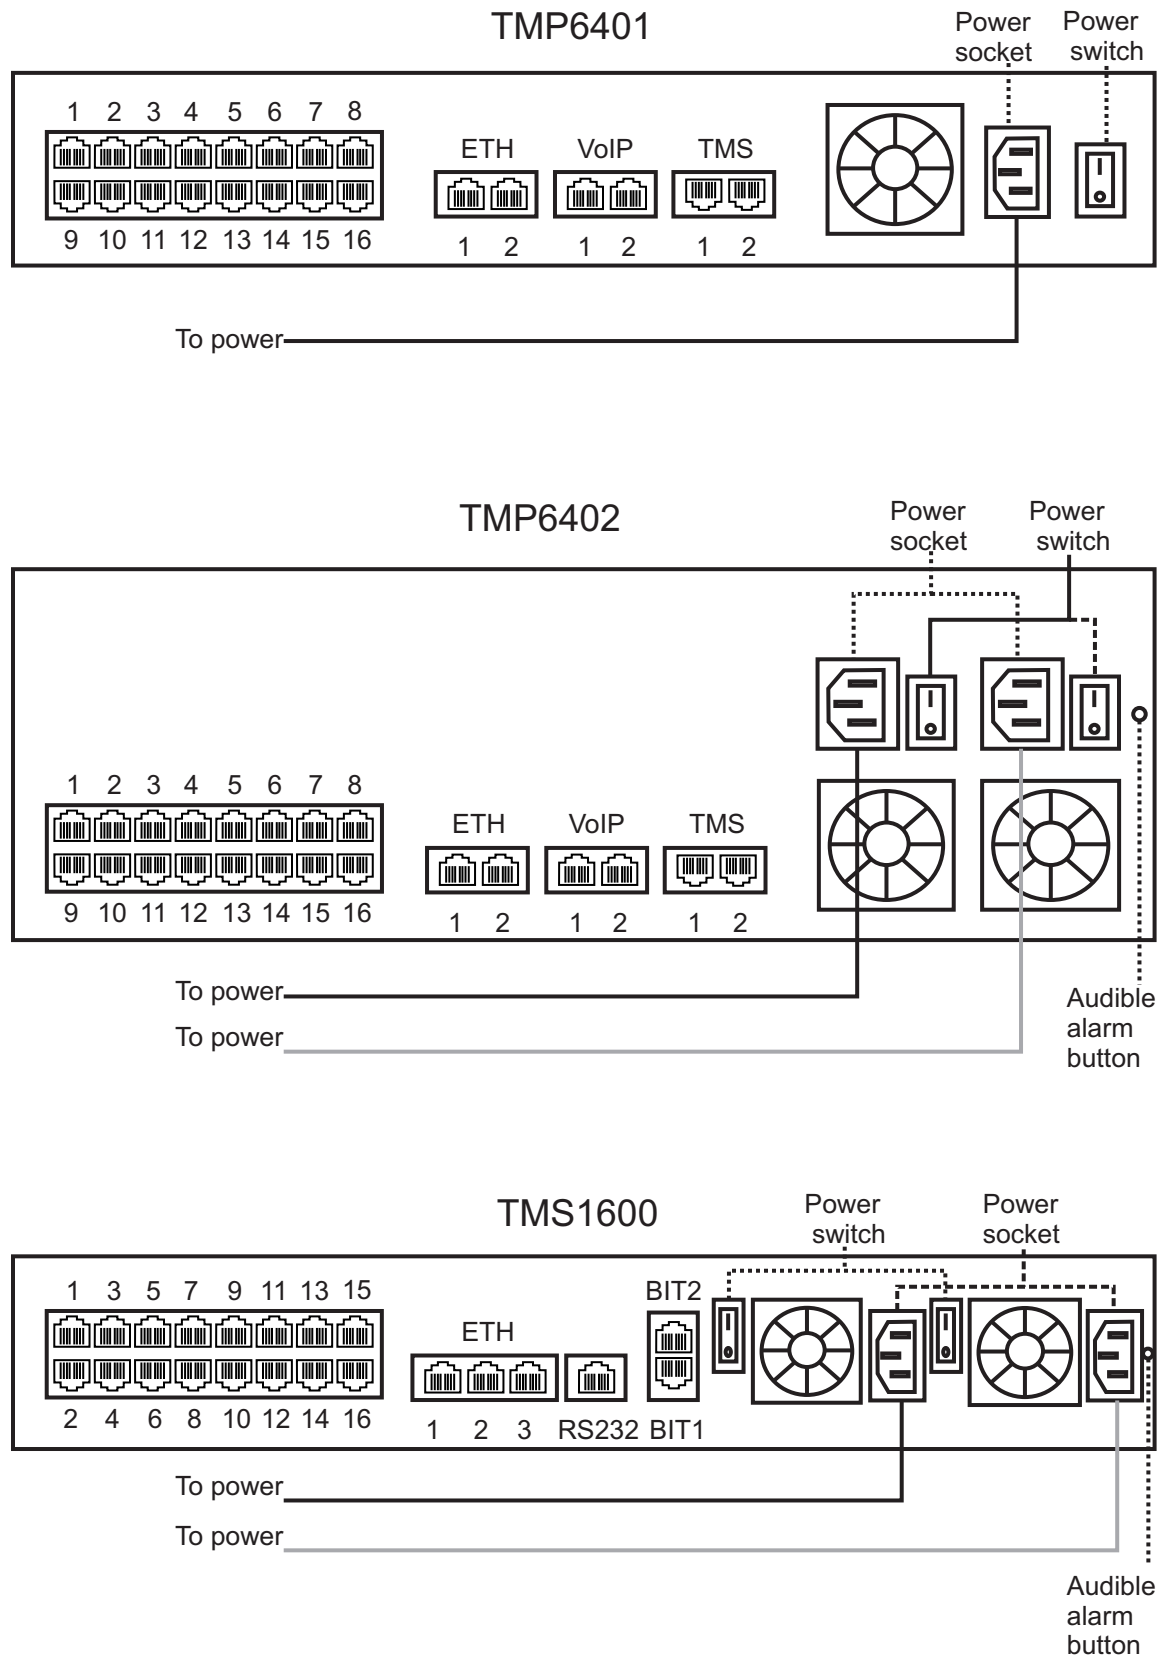 TMP6401
Power socket
Power switch
1 2 3 4 5 6 7 8
ETH VoIP TMS
9 10 11 12 13 14 15 16
1 2 1 2 1 2
To power
TMP6402
Power socket
Power switch
1 2 3 4 5 6 7 8
ETH VoIP TMS
9 10 11 12 13 14 15 16
1 2 1 2 1 2
To power
To power
Audible
alarm
button
TMS1600
Power switch
Power socket
1 3 5 7 9 11 13 15
BIT2
ETH
2 4 6 8 10 12 14 16
1 2 3 RS232 BIT1
To power
To power
Audible
alarm
button